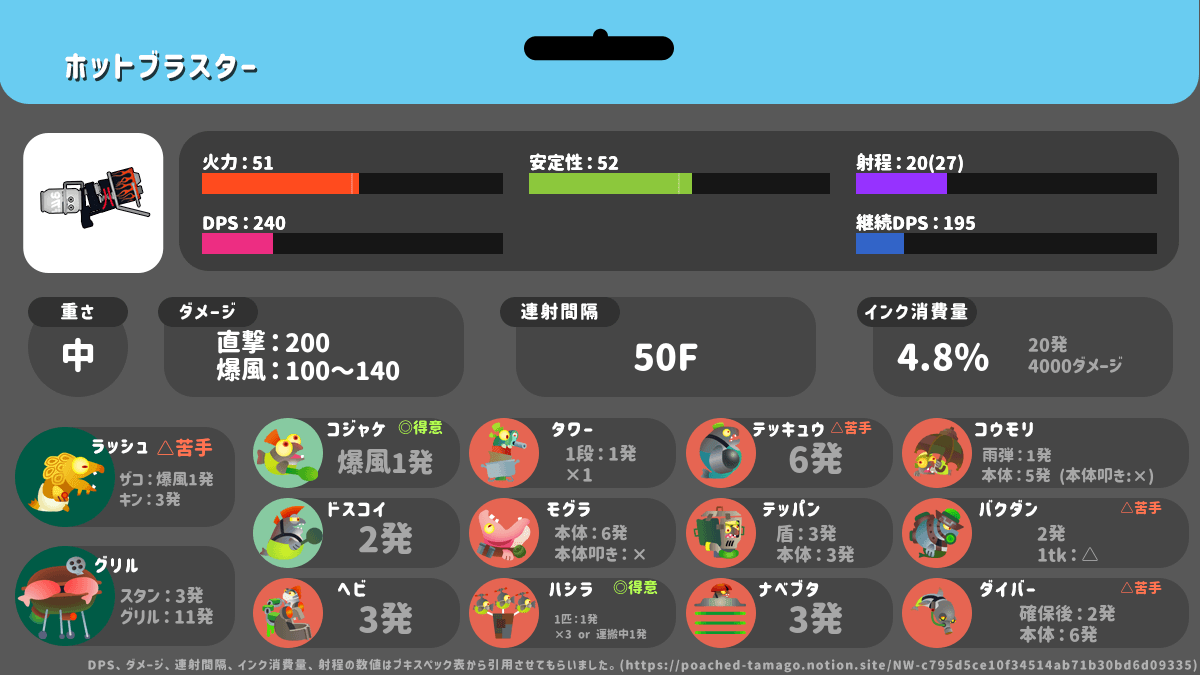 ホットブラスター
火力：51
安定性：52
射程：20(27)
DPS：240
継続DPS：195
重さ
中
ダメージ
直撃：200
爆風：100～140
連射間隔
50F
インク消費量
4.8%
20発
4000ダメージ
ラッシュ △苦手
ザコ：爆風1発
キン：3発
グリル
スタン：3発
グリル：11発
コジャケ ◎得意
爆風1発
ドスコイ
2発
ヘビ
3発
タワー
1段：1発
×1
モグラ
本体：6発
本体叩き：×
ハシラ ◎得意
1匹：1発
×3 or 運搬中1発
テッキュウ △苦手
6発
テッパン
盾：3発
本体：3発
ナベブタ
3発
コウモリ
雨弾：1発
本体：5発 (本体叩き:×)
バクダン △苦手
2発
1tk：△
ダイバー △苦手
確保後：2発
本体：6発
DPS、ダメージ、連射間隔、インク消費量、射程の数値はブキスペック表から引用させてもらいました。(https://poached-tamago.notion.site/NW-c795d5ce10f34514ab71b30bd6d09335)